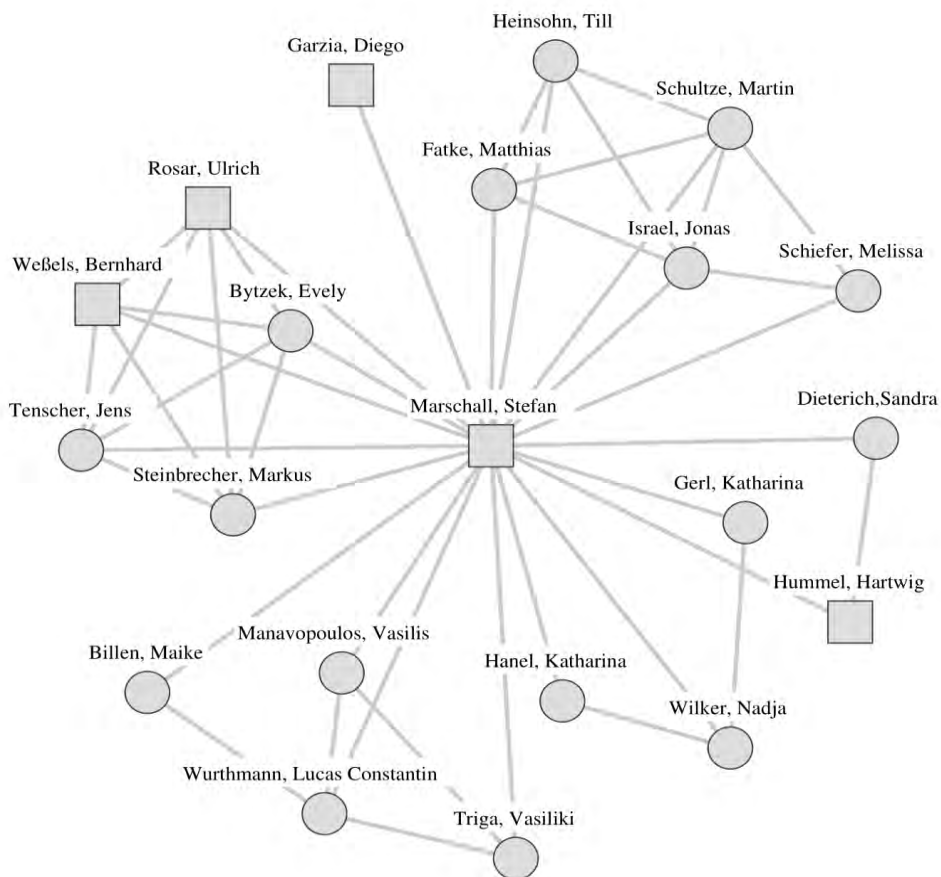 Heinsohn, Till
Garzia, Diego
Schultze, Martin
Fatke, Matthias
Rosar, Ulrich
Israel, Jonas
Schiefer, Melissa
Weßels, Bernhard
Bytzek, Evely
Marschall, Stefan
Dieterich,Sandra
Tenscher, Jens
Steinbrecher, Markus
Gerl, Katharina
Hummel, Hartwig
Manavopoulos, Vasilis
Billen, Maike
Hanel, Katharina
Wilker, Nadja
Wurthmann, Lucas Constantin
Triga, Vasiliki